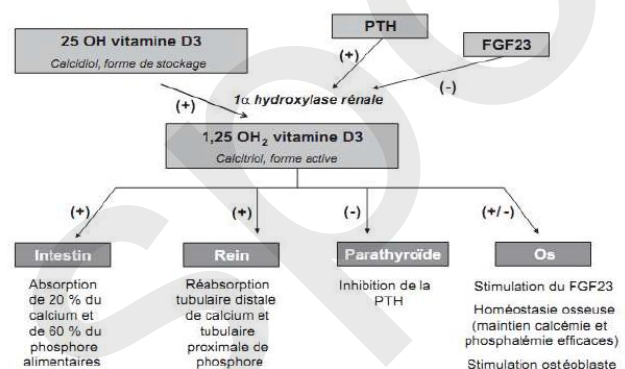 25 OH vitamine D3
Calcidiol, forme de stockage
PTH
FGF23
(+)
(-)
(+)
1α hydroxylase rénale
1,25 OH₂ vitamine D3
Calcitriol, forme active
(+)
(+)
(-)
(+/-)
Intestin
Absorption
de 20 % du
calcium et
de 60 % du
phosphore
alimentaires
Rein
Réabsorption
tubulaire distale
de calcium et
tubulaire
proximale de
phosphore
Parathyroïde
Inhibition de la
PTH
Os
Stimulation du FGF23
Homéostasie osseuse
(maintien calcémie et
phosphatémie efficaces)
Stimulation ostéoblaste